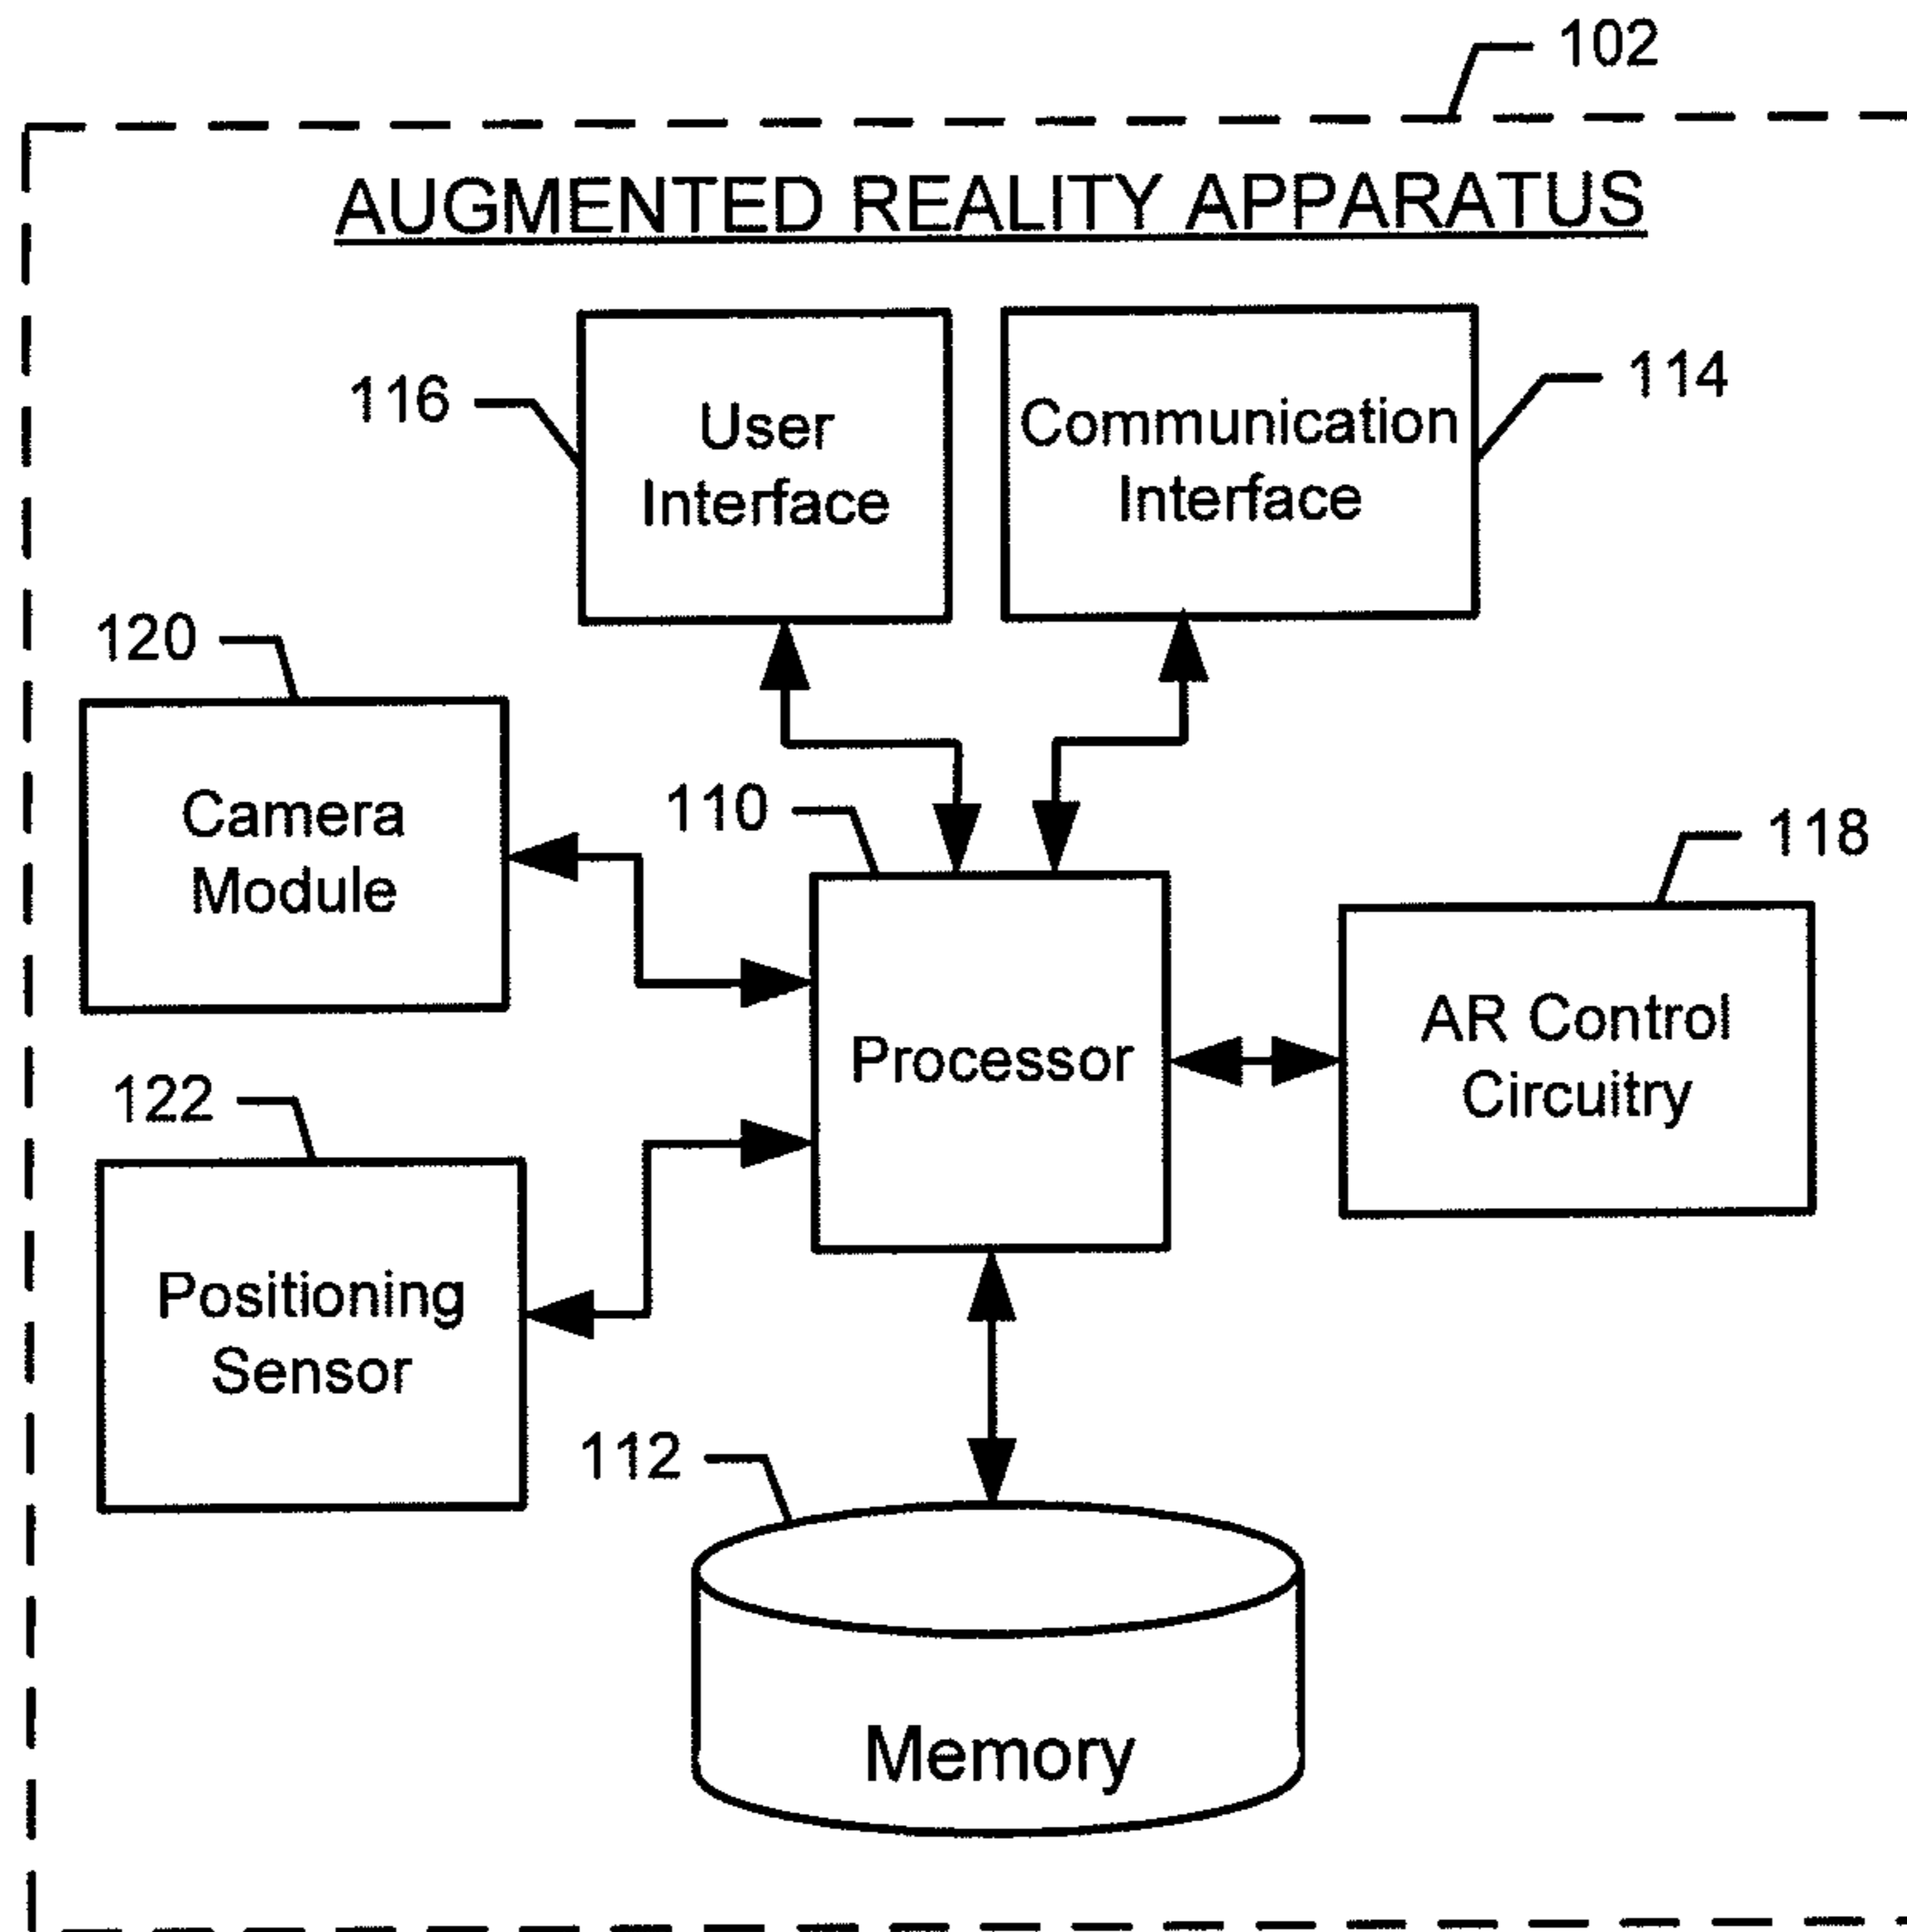 102
AUGMENTED REALITY APPARATUS
116
User
Interface
Communication
Interface
114
120
Camera
Module
110
Processor
118
AR Control
Circuitry
122
Positioning
Sensor
112
Memory